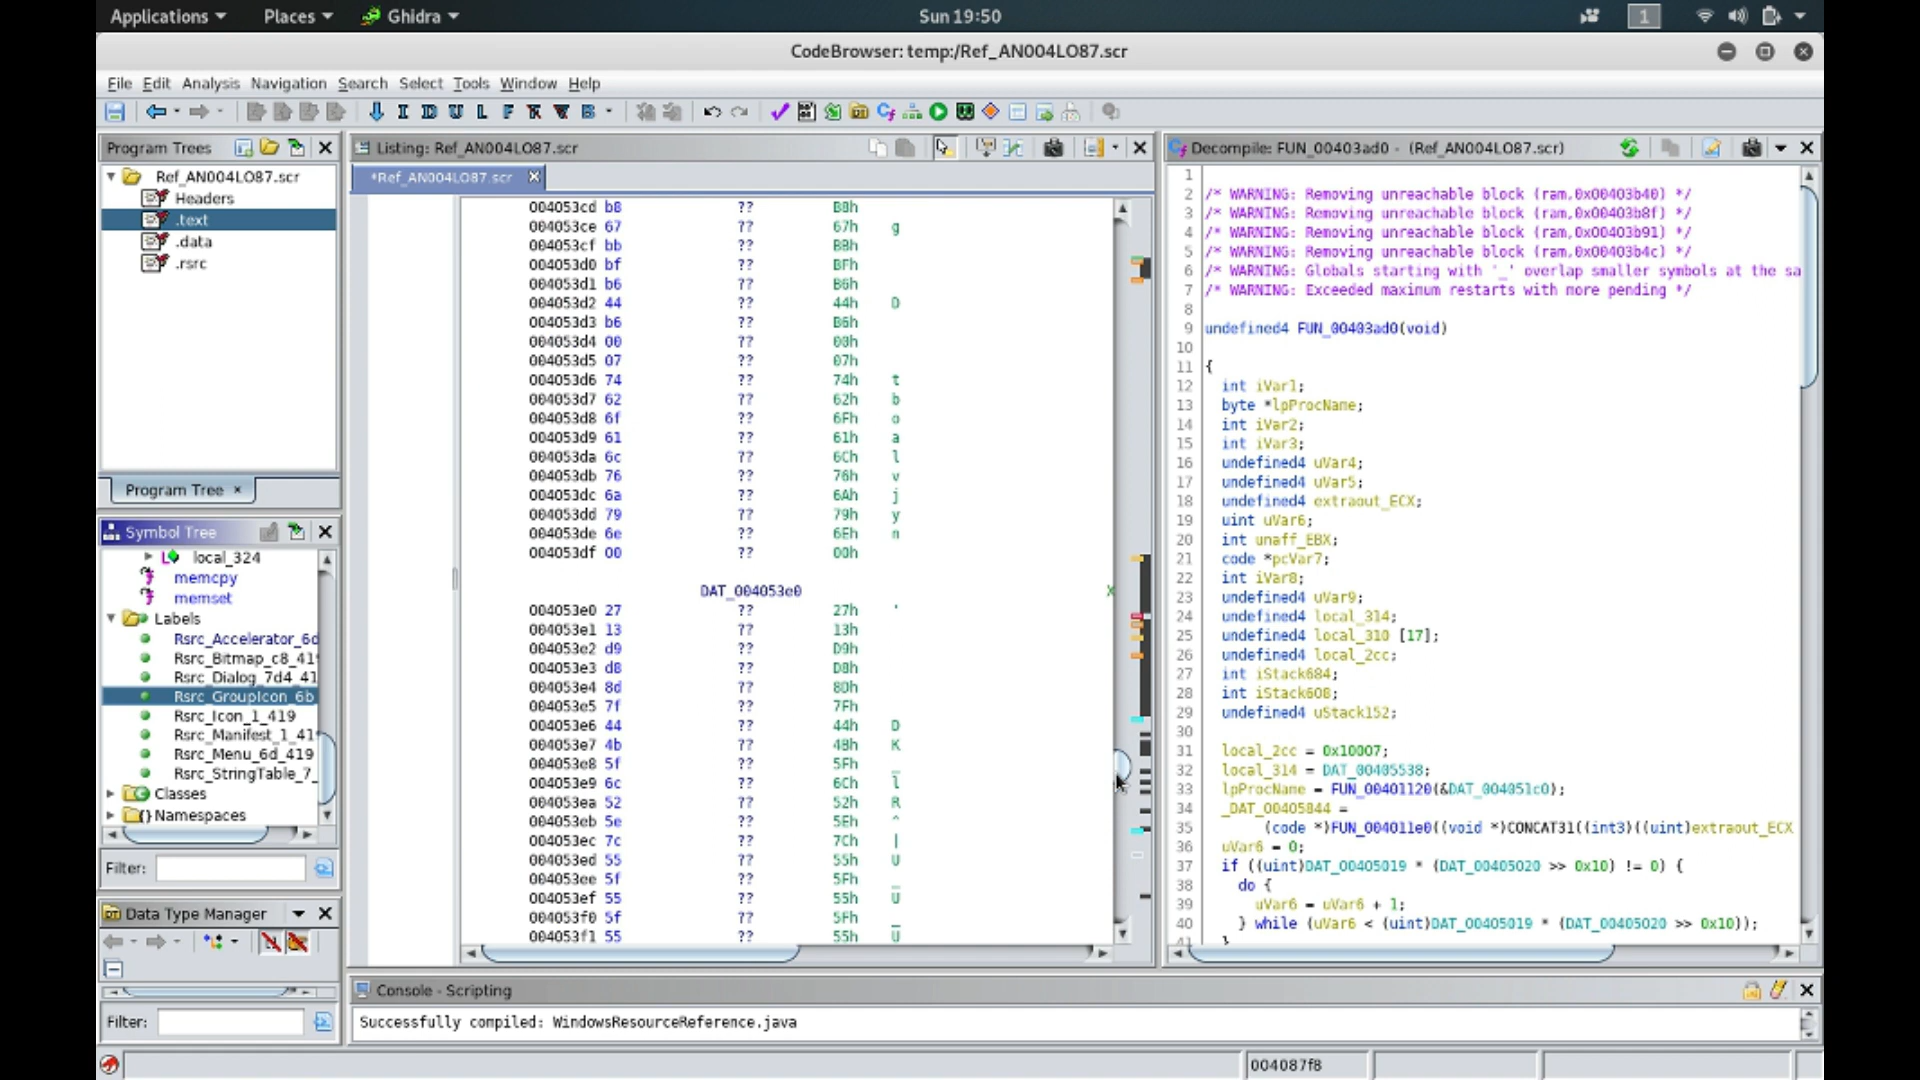 Applications Places Ghidra Sun 19:50 1
CodeBrowser: temp:/Ref_AN004LO87.scr
File Edit Analysis Navigation Search Select Tools Window Help
I D U L F B
Program Trees
Ref_AN004LO87.scr
Headers
.text
.data
.rsrc
Program Tree ×
Symbol Tree
local_324
memcpy
memset
Labels
Rsrc_Accelerator_6d
Rsrc_Bitmap_c8_41
Rsrc_Dialog_7d4_41
Rsrc_GroupIcon_6b
Rsrc_Icon_1_419
Rsrc_Manifest_1_41
Rsrc_Menu_6d_419
Rsrc_StringTable_7_
Classes
Namespaces
Filter:
Data Type Manager
Filter:
Listing: Ref_AN004LO87.scr
*Ref_AN004LO87.scr
004053cd b8 ?? B8h
004053ce 67 ?? 67h g
004053cf bb ?? BBh
004053d0 bf ?? BFh
004053d1 b6 ?? B6h
004053d2 44 ?? 44h D
004053d3 b6 ?? B6h
004053d4 00 ?? 00h
004053d5 07 ?? 07h
004053d6 74 ?? 74h t
004053d7 62 ?? 62h b
004053d8 6f ?? 6Fh o
004053d9 61 ?? 61h a
004053da 6c ?? 6Ch l
004053db 76 ?? 76h v
004053dc 6a ?? 6Ah j
004053dd 79 ?? 79h y
004053de 6e ?? 6Eh n
004053df 00 ?? 00h
DAT_004053e0 X
004053e0 27 ?? 27h '
004053e1 13 ?? 13h
004053e2 d9 ?? D9h
004053e3 d8 ?? D8h
004053e4 8d ?? 8Dh
004053e5 7f ?? 7Fh
004053e6 44 ?? 44h D
004053e7 4b ?? 4Bh K
004053e8 5f ?? 5Fh _
004053e9 6c ?? 6Ch l
004053ea 52 ?? 52h R
004053eb 5e ?? 5Eh ^
004053ec 7c ?? 7Ch |
004053ed 55 ?? 55h U
004053ee 5f ?? 5Fh _
004053ef 55 ?? 55h U
004053f0 5f ?? 5Fh _
004053f1 55 ?? 55h U
Decompile: FUN_00403ad0 - (Ref_AN004LO87.scr)
1
2 /* WARNING: Removing unreachable block (ram,0x00403b40) */
3 /* WARNING: Removing unreachable block (ram,0x00403b8f) */
4 /* WARNING: Removing unreachable block (ram,0x00403b91) */
5 /* WARNING: Removing unreachable block (ram,0x00403b4c) */
6 /* WARNING: Globals starting with '_' overlap smaller symbols at the sa
7 /* WARNING: Exceeded maximum restarts with more pending */
8
9 undefined4 FUN_00403ad0(void)
10
11 {
12 int iVar1;
13 byte *lpProcName;
14 int iVar2;
15 int iVar3;
16 undefined4 uVar4;
17 undefined4 uVar5;
18 undefined4 extraout_ECX;
19 uint uVar6;
20 int unaff_EBX;
21 code *pcVar7;
22 int iVar8;
23 undefined4 uVar9;
24 undefined4 local_314;
25 undefined4 local_310 [17];
26 undefined4 local_2cc;
27 int iStack684;
28 int iStack608;
29 undefined4 uStack152;
30
31 local_2cc = 0x10007;
32 local_314 = DAT_00405538;
33 lpProcName = FUN_00401120(&DAT_004051c0);
34 _DAT_00405844 =
35 (code *)FUN_004011e0((void *)CONCAT31((int3)((uint)extraout_ECX
36 uVar6 = 0;
37 if ((uint)DAT_00405019 * (DAT_00405020 >> 0x10) != 0) {
38 do {
39 uVar6 = uVar6 + 1;
40 } while (uVar6 < (uint)DAT_00405019 * (DAT_00405020 >> 0x10));
41 }
Console - Scripting
Successfully compiled: WindowsResourceReference.java
004087f8